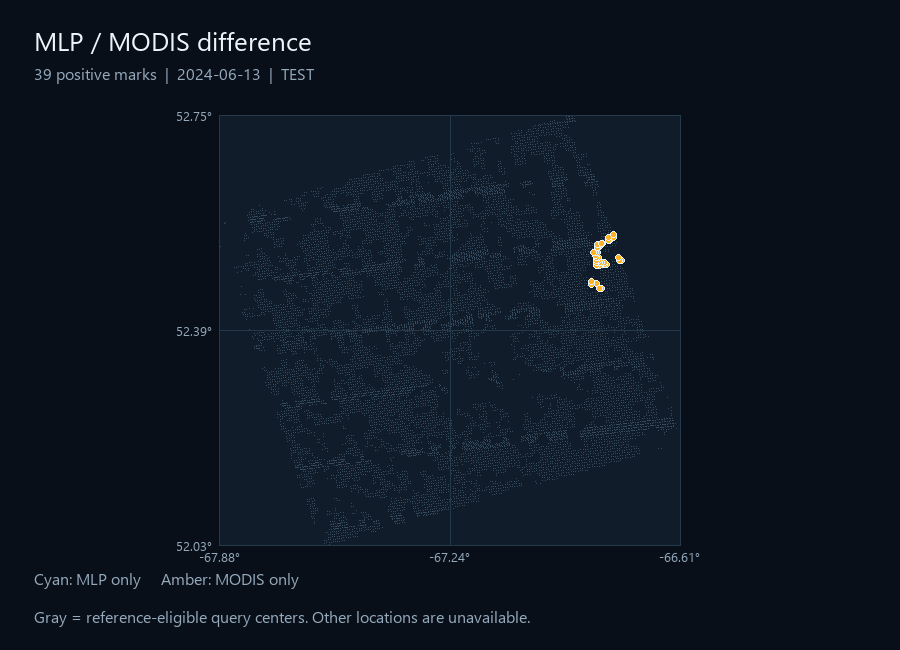 MLP / MODIS difference
39 positive marks | 2024-06-13 | TEST
52.75°
52.39°
52.03°
-67.88° -67.24° -66.61°
Cyan: MLP only Amber: MODIS only
Gray = reference-eligible query centers. Other locations are unavailable.